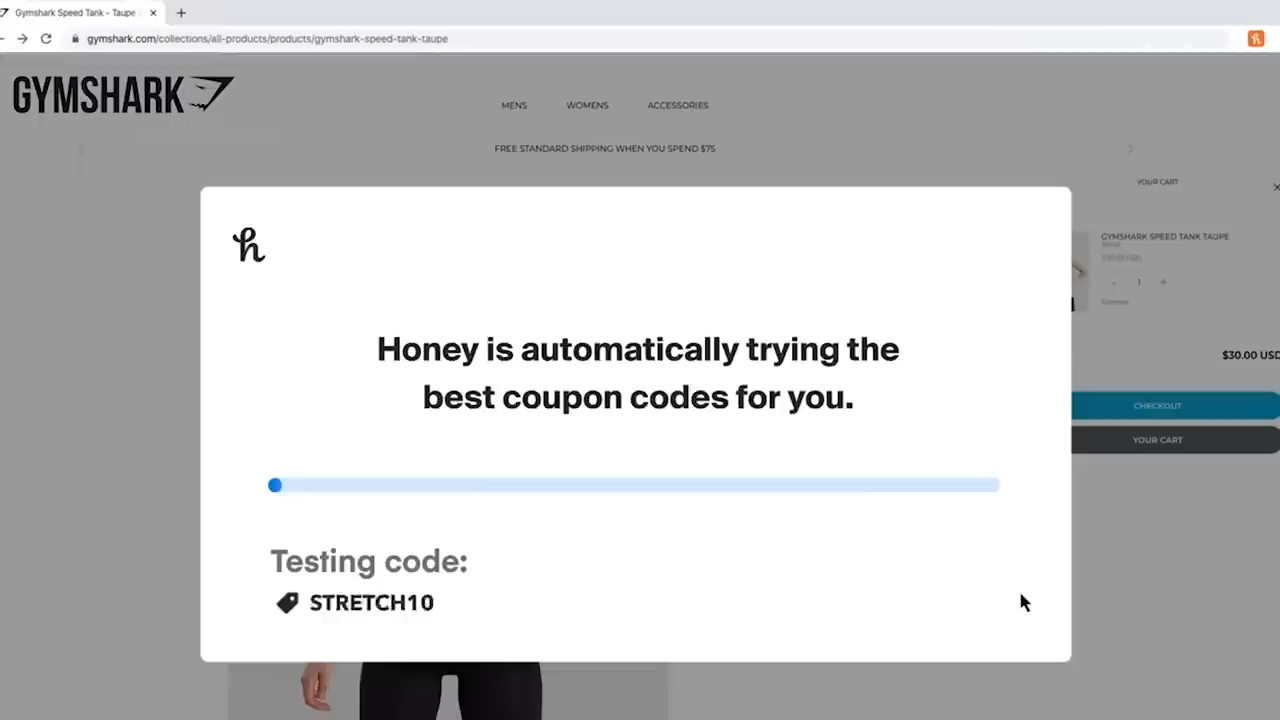 Gymshark Speed Tank - Taupe
gymshark.com/collections/all-products/products/gymshark-speed-tank-taupe
GYMSHARK
MENS
WOMENS
ACCESSORIES
FREE STANDARD SHIPPING WHEN YOU SPEND $75
YOUR CART
h
GYMSHARK SPEED TANK TAUPE
- 1 +
$30.00 USD
CHECKOUT
YOUR CART
Honey is automatically trying the
best coupon codes for you.
Testing code:
STRETCH10